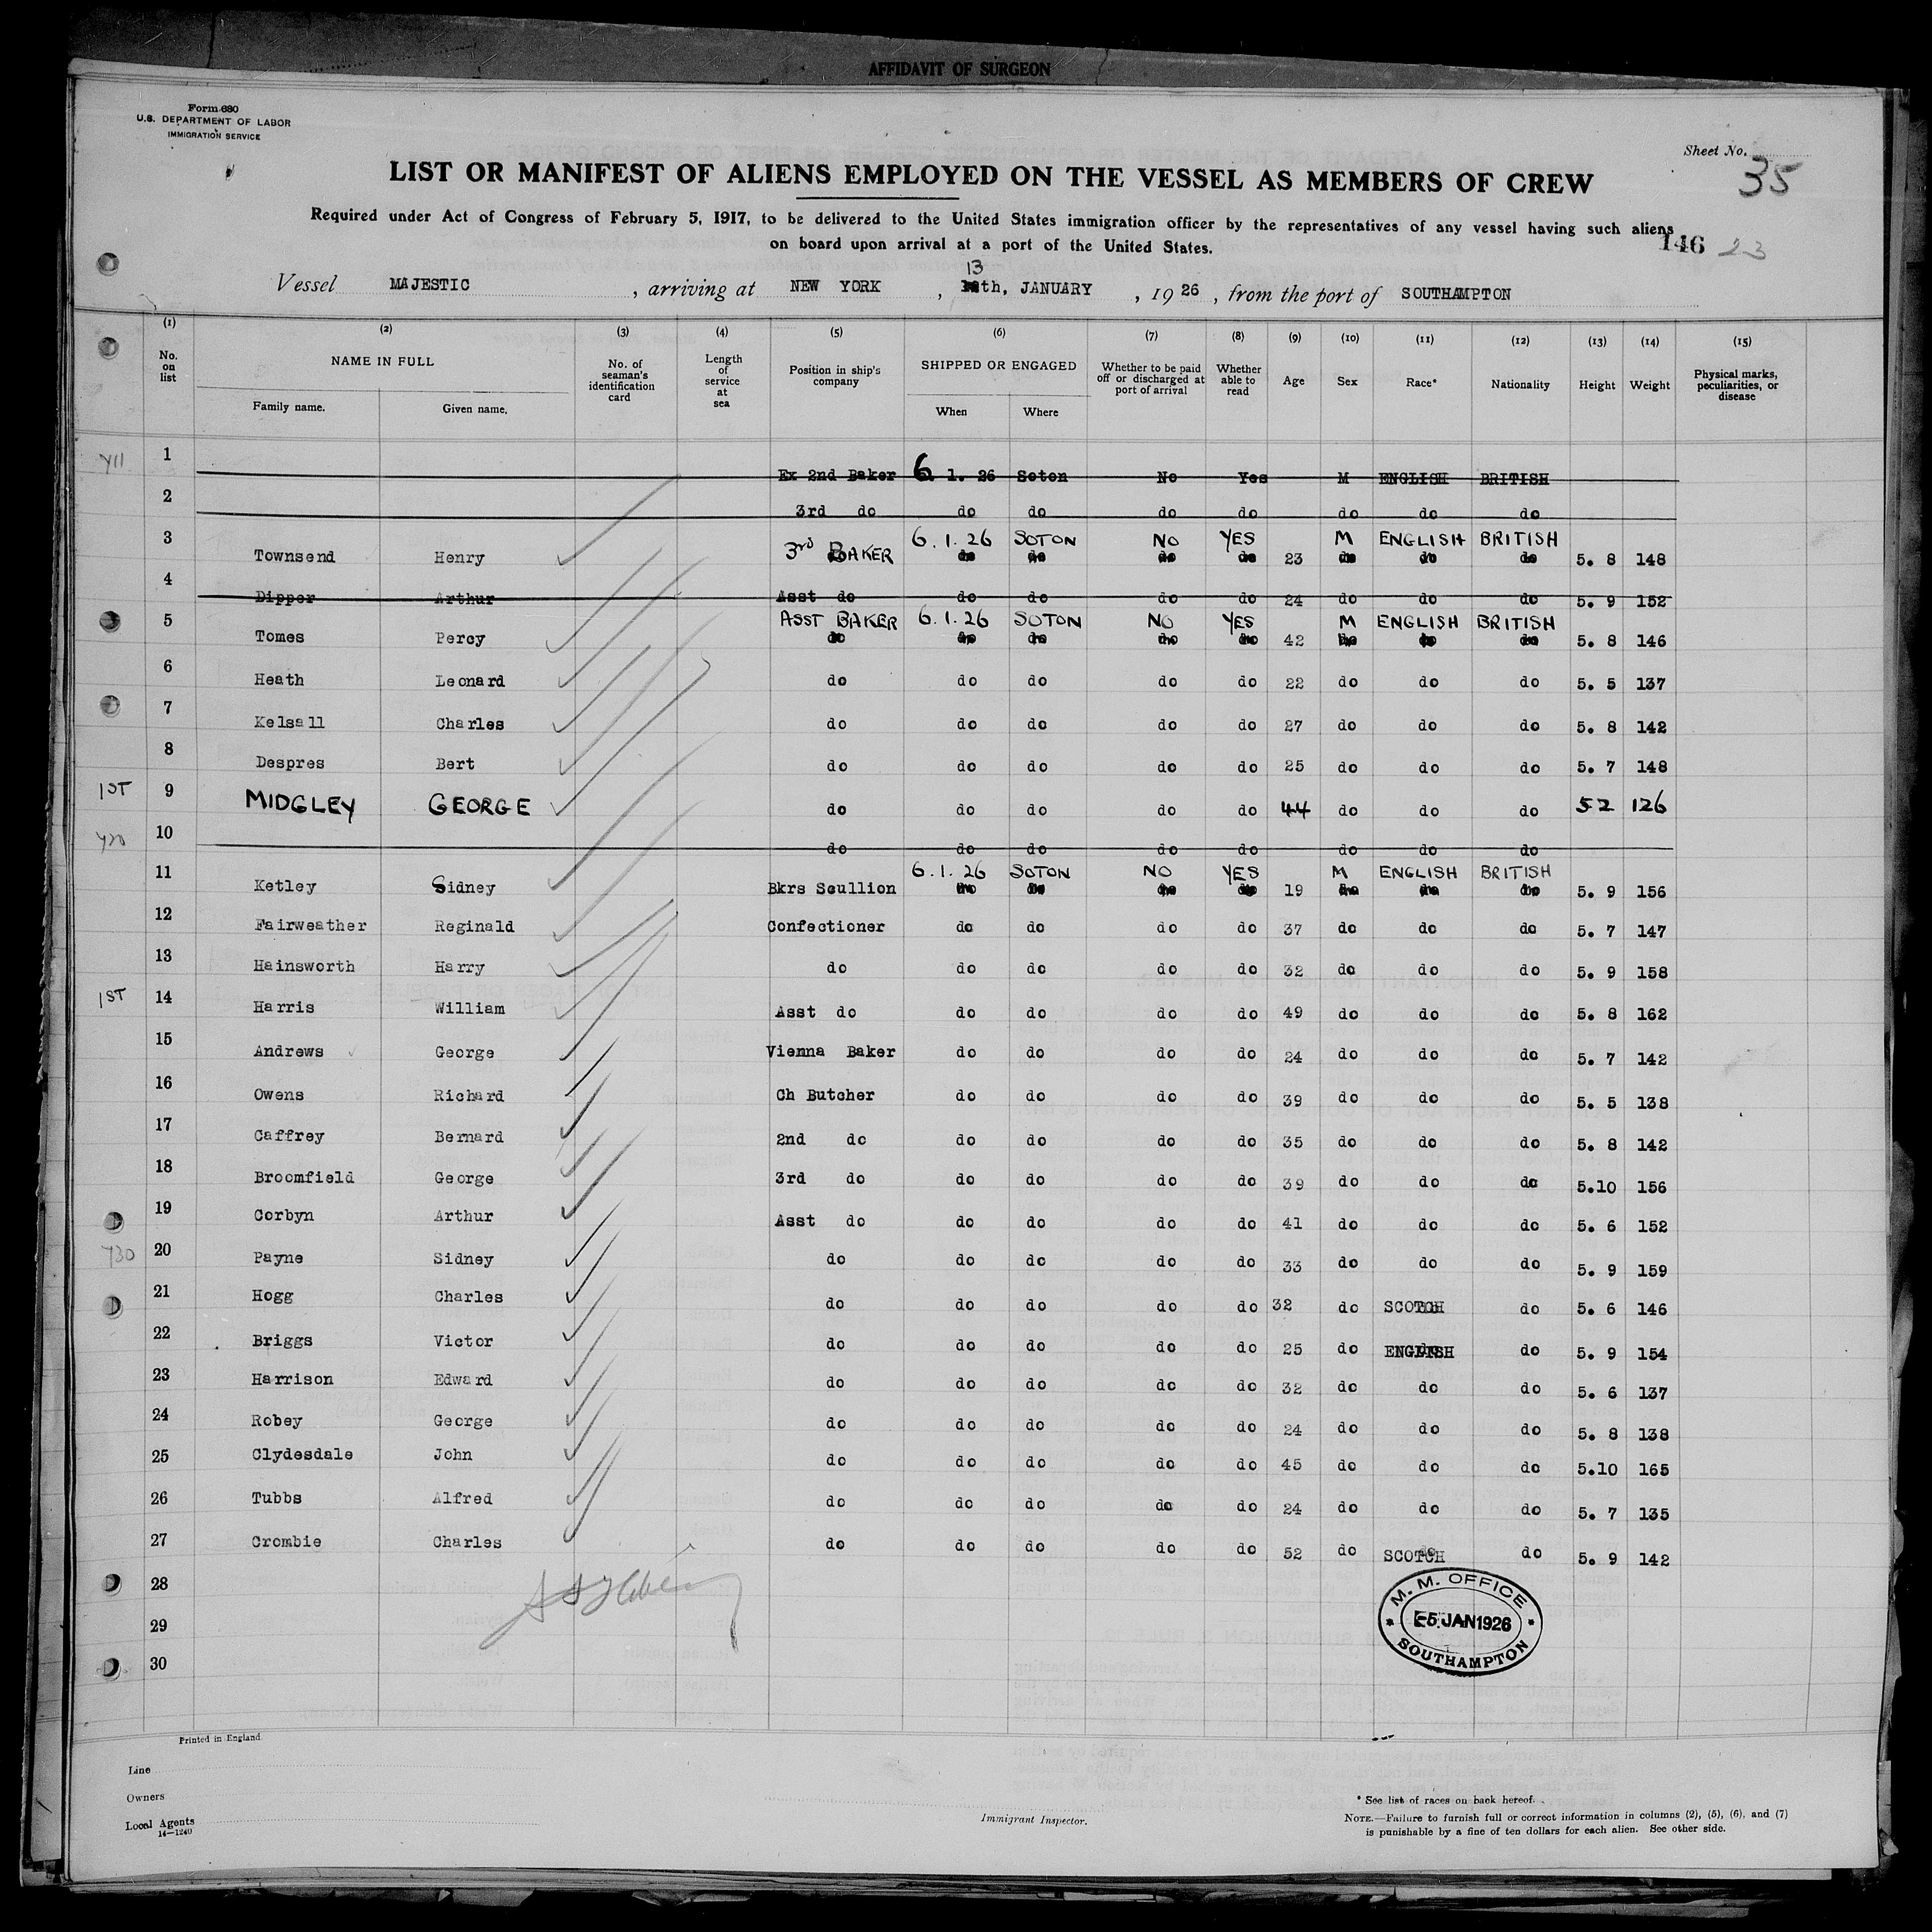 AFFIDAVIT OF SURGEON
Form 680
U.S. DEPARTMENT OF LABOR
IMMIGRATION SERVICE
Sheet No. 35
LIST OR MANIFEST OF ALIENS EMPLOYED ON THE VESSEL AS MEMBERS OF CREW
Required under Act of Congress of February 5, 1917, to be delivered to the United States immigration officer by the representatives of any vessel having such aliens
on board upon arrival at a port of the United States.
146 23
Vessel MAJESTIC , arriving at NEW YORK , 13 th, JANUARY , 19 26 , from the port of SOUTHAMPTON
(1) (2) (3) (4) (5) (6) (7) (8) (9) (10) (11) (12) (13) (14) (15)
No. on list NAME IN FULL Family name. Given name. No. of seaman's identification card Length of service at sea Position in ship's company SHIPPED OR ENGAGED When Where Whether to be paid off or discharged at port of arrival Whether able to read Age Sex Race* Nationality Height Weight Physical marks, peculiarities, or disease
1 Ex 2nd Baker 6 1. 26 Soton No Yes M ENGLISH BRITISH
2 3rd do do do do do do do do
3 Townsend Henry 3rd BAKER 6.1.26 SOTON NO YES 23 M ENGLISH BRITISH 5. 8 148
4 Dipper Arthur Asst do do do do do 24 do do do 5. 9 152
5 Tomes Percy ASST BAKER 6.1.26 SOTON NO YES 42 M ENGLISH BRITISH 5. 8 146
6 Heath Leonard do do do do do 22 do do do 5. 5 137
7 Kelsall Charles do do do do do 27 do do do 5. 8 142
8 Despres Bert do do do do do 25 do do do 5. 7 148
1ST 9 MIDGLEY GEORGE do do do do do 44 do do do 52 126
10 do do do do do do do do
11 Ketley Sidney Bkrs Scullion 6.1.26 SOTON NO YES 19 M ENGLISH BRITISH 5. 9 156
12 Fairweather Reginald Confectioner do do do do 37 do do do 5. 7 147
13 Hainsworth Harry do do do do do 32 do do do 5. 9 158
1ST 14 Harris William Asst do do do do do 49 do do do 5. 8 162
15 Andrews George Vienna Baker do do do do 24 do do do 5. 7 142
16 Owens Richard Ch Butcher do do do do 39 do do do 5. 5 138
17 Caffrey Bernard 2nd do do do do do 35 do do do 5. 8 142
18 Broomfield George 3rd do do do do do 39 do do do 5.10 156
19 Corbyn Arthur Asst do do do do do 41 do do do 5. 6 152
730 20 Payne Sidney do do do do do 33 do do do 5. 9 159
21 Hogg Charles do do do do do 32 do SCOTCH do 5. 6 146
22 Briggs Victor do do do do do 25 do ENGLISH do 5. 9 154
23 Harrison Edward do do do do do 32 do do do 5. 6 137
24 Robey George do do do do do 24 do do do 5. 8 138
25 Clydesdale John do do do do do 45 do do do 5.10 165
26 Tubbs Alfred do do do do do 24 do do do 5. 7 135
27 Crombie Charles do do do do do 52 do SCOTCH do 5. 9 142
28
29
30
M. M. OFFICE
5 JAN 1926
SOUTHAMPTON
Printed in England
Line
Owners
Local Agents
14—1240
Immigrant Inspector.
* See list of races on back hereof.
NOTE.—Failure to furnish full or correct information in columns (2), (5), (6), and (7)
is punishable by a fine of ten dollars for each alien. See other side.